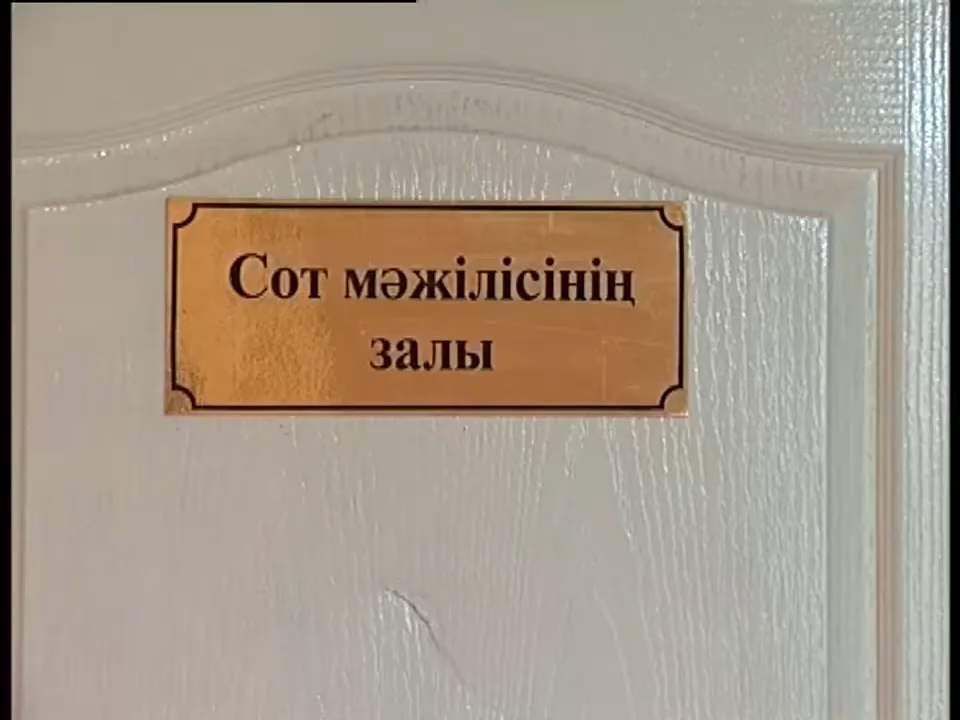 Сот мәжілісінің
залы